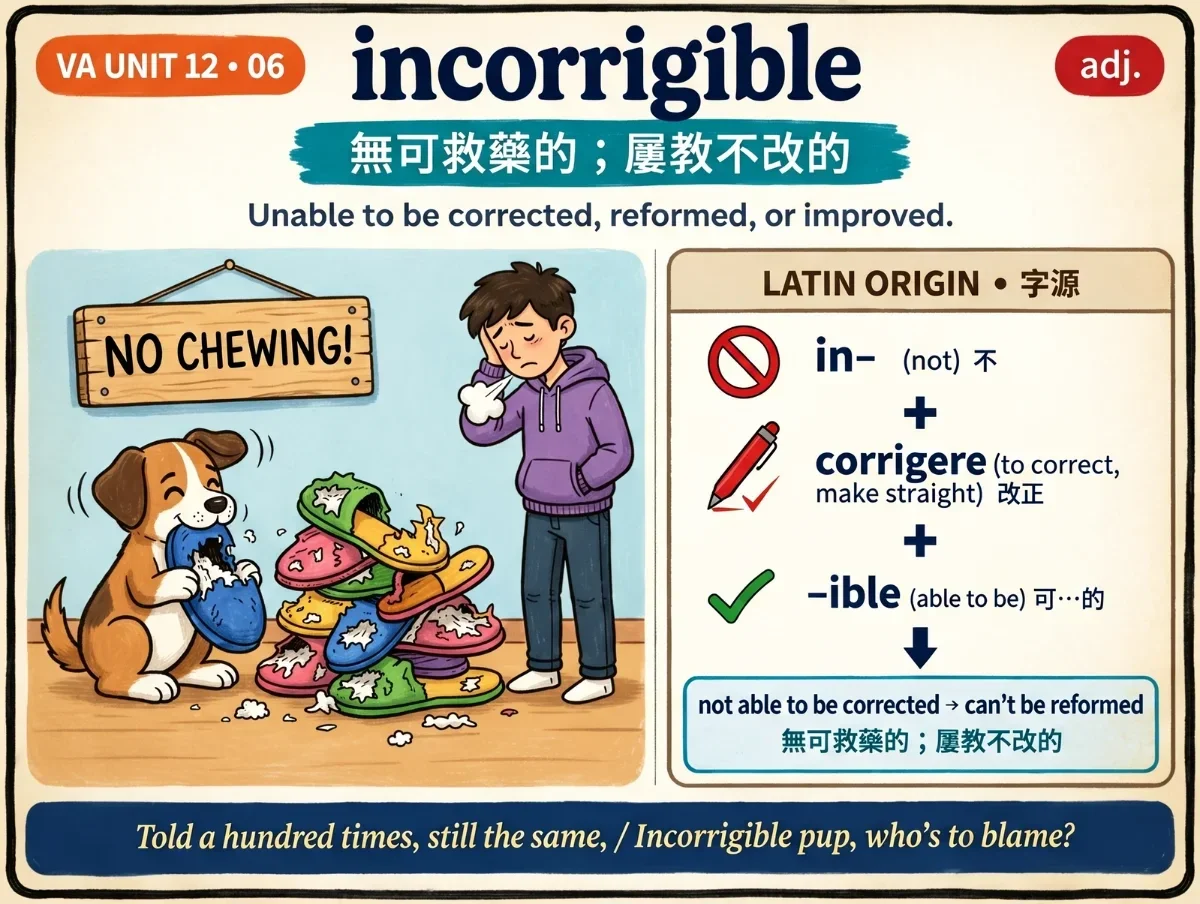 VA UNIT 12 • 06
incorrigible
adj.
無可救藥的；屢教不改的
Unable to be corrected, reformed, or improved.
NO CHEWING!
LATIN ORIGIN • 字源
in– (not) 不
+
corrigere (to correct,
make straight) 改正
+
–ible (able to be) 可⋯的
not able to be corrected → can't be reformed
無可救藥的；屢教不改的
Told a hundred times, still the same, / Incorrigible pup, who's to blame?